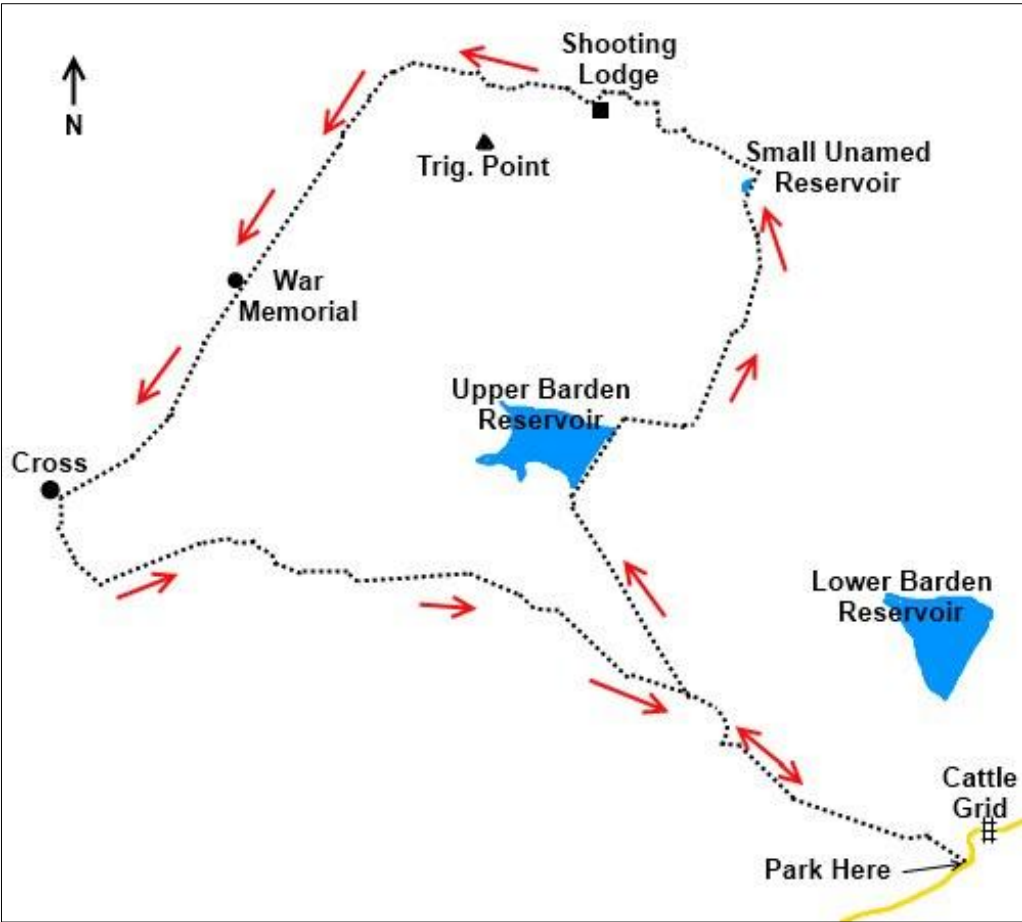 Shooting
Lodge
N
Trig. Point
Small Unamed
Reservoir
War
Memorial
Upper Barden
Reservoir
Cross
Lower Barden
Reservoir
Cattle
Grid
Park Here